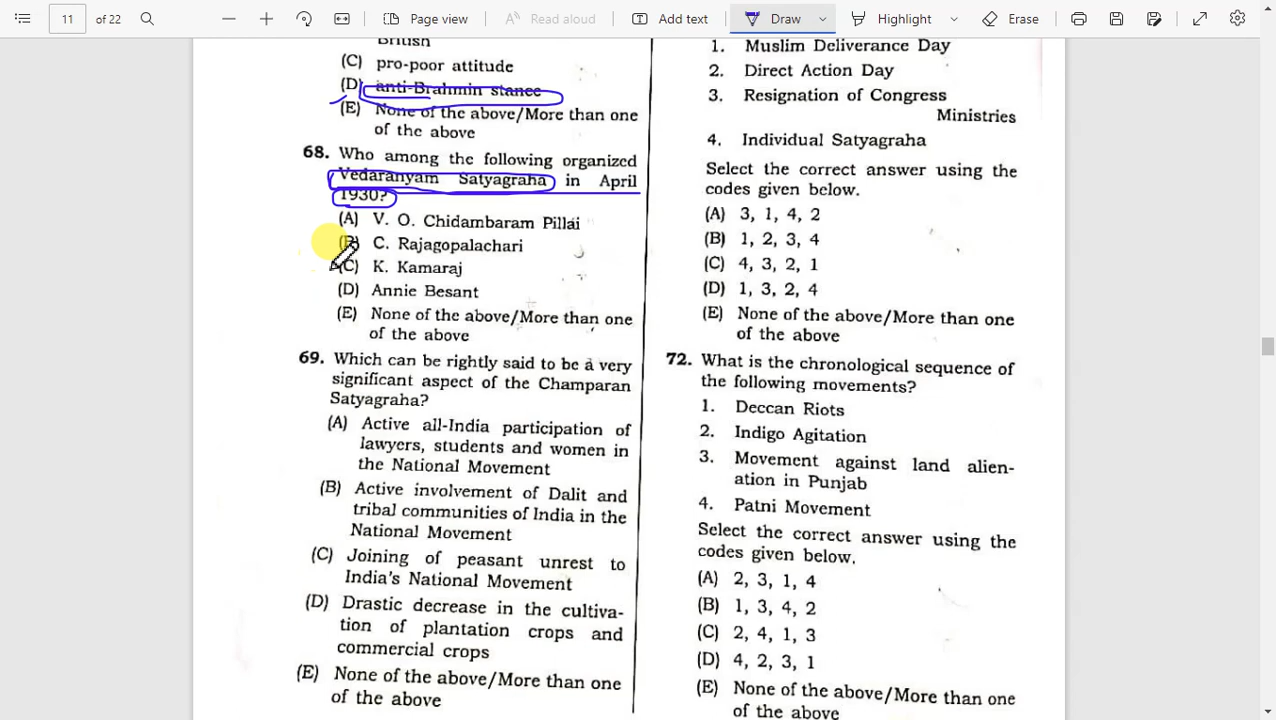 11 of 22 Page view Read aloud Add text Draw Highlight Erase
British
(C) pro-poor attitude
(D) anti-Brahmin stance
(E) None of the above/More than one
of the above
68. Who among the following organized
Vedaranyam Satyagraha in April
1930?
(A) V. O. Chidambaram Pillai
(B) C. Rajagopalachari
(C) K. Kamaraj
(D) Annie Besant
(E) None of the above/More than one
of the above
69. Which can be rightly said to be a very
significant aspect of the Champaran
Satyagraha?
(A) Active all-India participation of
lawyers, students and women in
the National Movement
(B) Active involvement of Dalit and
tribal communities of India in the
National Movement
(C) Joining of peasant unrest to
India's National Movement
(D) Drastic decrease in the cultiva-
tion of plantation crops and
commercial crops
(E) None of the above/More than one
of the above
1. Muslim Deliverance Day
2. Direct Action Day
3. Resignation of Congress
Ministries
4. Individual Satyagraha
Select the correct answer using the
codes given below.
(A) 3, 1, 4, 2
(B) 1, 2, 3, 4
(C) 4, 3, 2, 1
(D) 1, 3, 2, 4
(E) None of the above/More than one
of the above
72. What is the chronological sequence of
the following movements?
1. Deccan Riots
2. Indigo Agitation
3. Movement against land alien-
ation in Punjab
4. Patni Movement
Select the correct answer using the
codes given below.
(A) 2, 3, 1, 4
(B) 1, 3, 4, 2
(C) 2, 4, 1, 3
(D) 4, 2, 3, 1
(E) None of the above/More than one
of the above